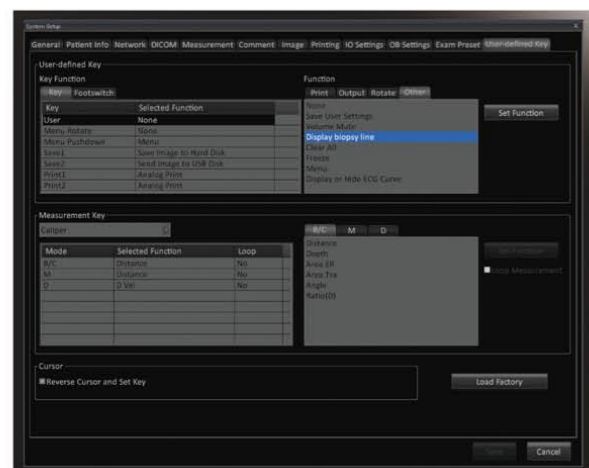 System Setup
X
General Patient Info Network DICOM Measurement Comment Image Printing IO Settings OB Settings Exam Preset User-defined Key
User-defined Key
Key Function
Key Footswitch
Key Selected Function
User None
Menu Rotate None
Menu Pushdown Menu
Save1 Save Image to Hard Disk
Save2 Send Image to USB Disk
Print1 Analog Print
Print2 Analog Print
Function
Print Output Rotate Other
None
Save User Settings
Volume Mute
Display biopsy line
Clear All
Freeze
Menu
Display or Hide ECG Curve
Set Function
Measurement Key
Caliper
Mode Selected Function Loop
B/C Distance No
M Distance No
D D Vel No
B/C M D
Distance
Depth
Area Ell
Area Tra
Angle
Ratio(D)
Set Function
Loop Measurement
Cursor
Reverse Cursor and Set Key
Load Factory
Save
Cancel